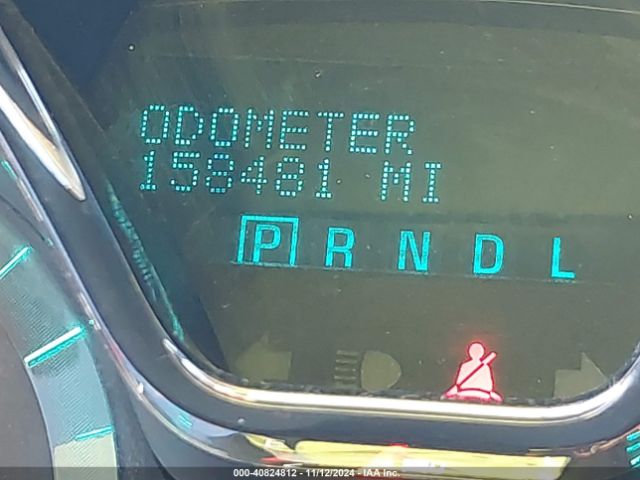 ODOMETER
158481 MI
P R N D L
000-40824812 - 11/12/2024 - IAA Inc.